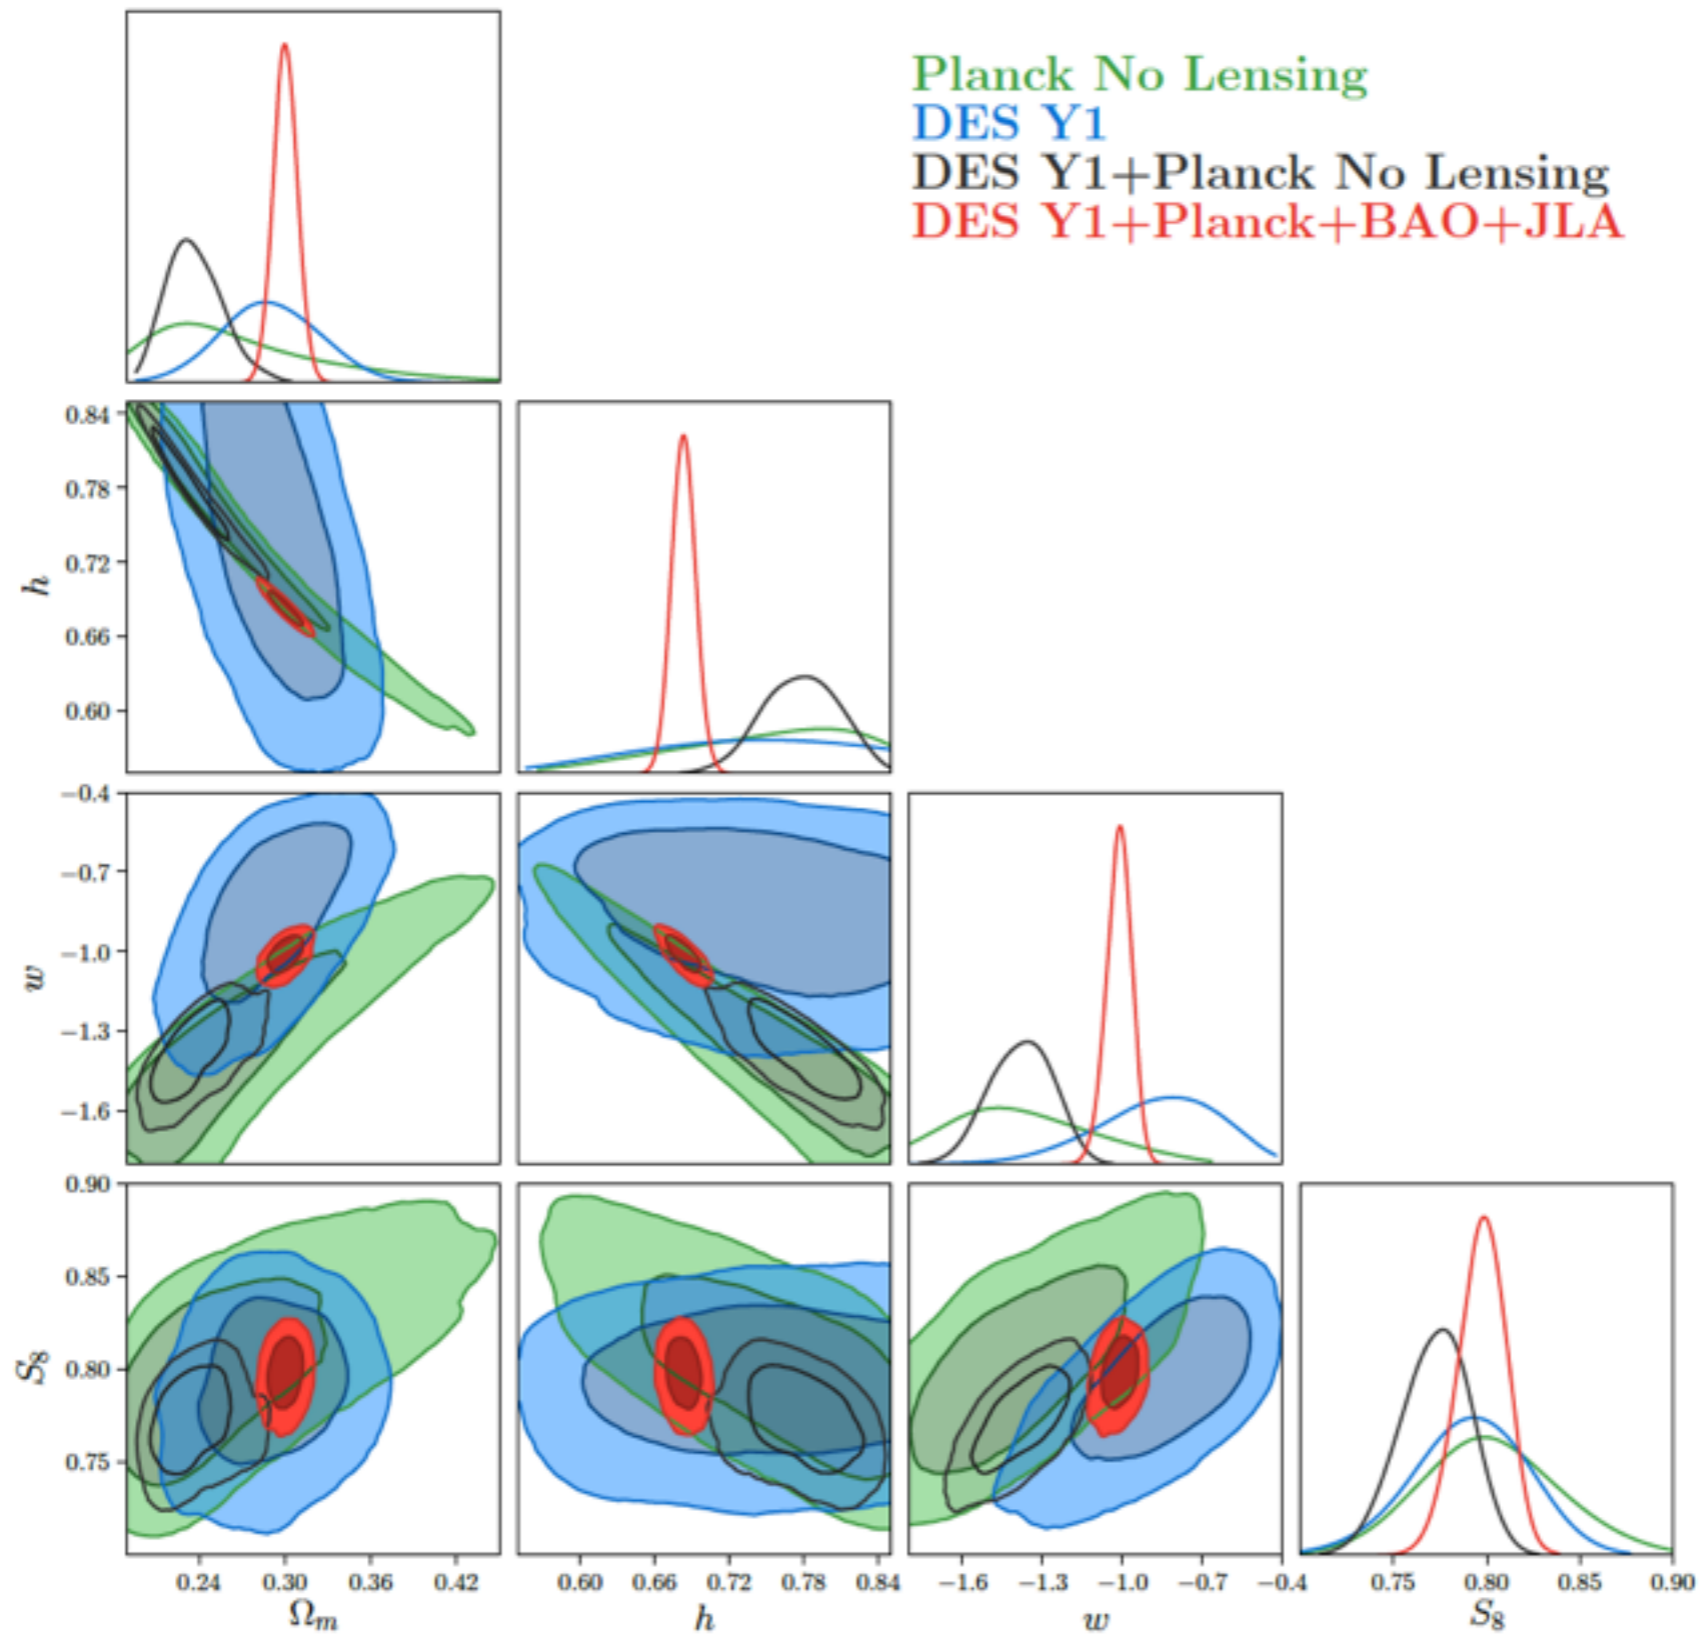 Planck No Lensing
DES Y1
DES Y1+Planck No Lensing
DES Y1+Planck+BAO+JLA
0.84
0.78
0.72
0.66
0.60
h
−0.4
−0.7
−1.0
−1.3
−1.6
w
0.90
0.85
0.80
0.75
S₈
0.24 0.30 0.36 0.42
0.60 0.66 0.72 0.78 0.84
−1.6 −1.3 −1.0 −0.7 −0.4
0.75 0.80 0.85 0.90
Ωₘ h w S₈